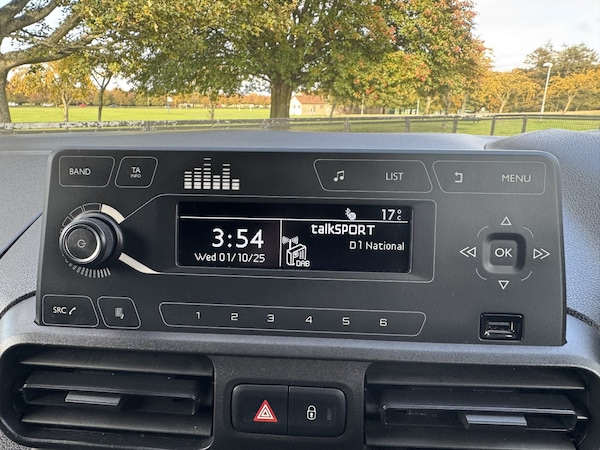 BAND
TA
INFO
LIST
MENU
17°C
3:54
Wed 01/10/25
DAB
talkSPORT
D1 National
OK
SRC
1 2 3 4 5 6